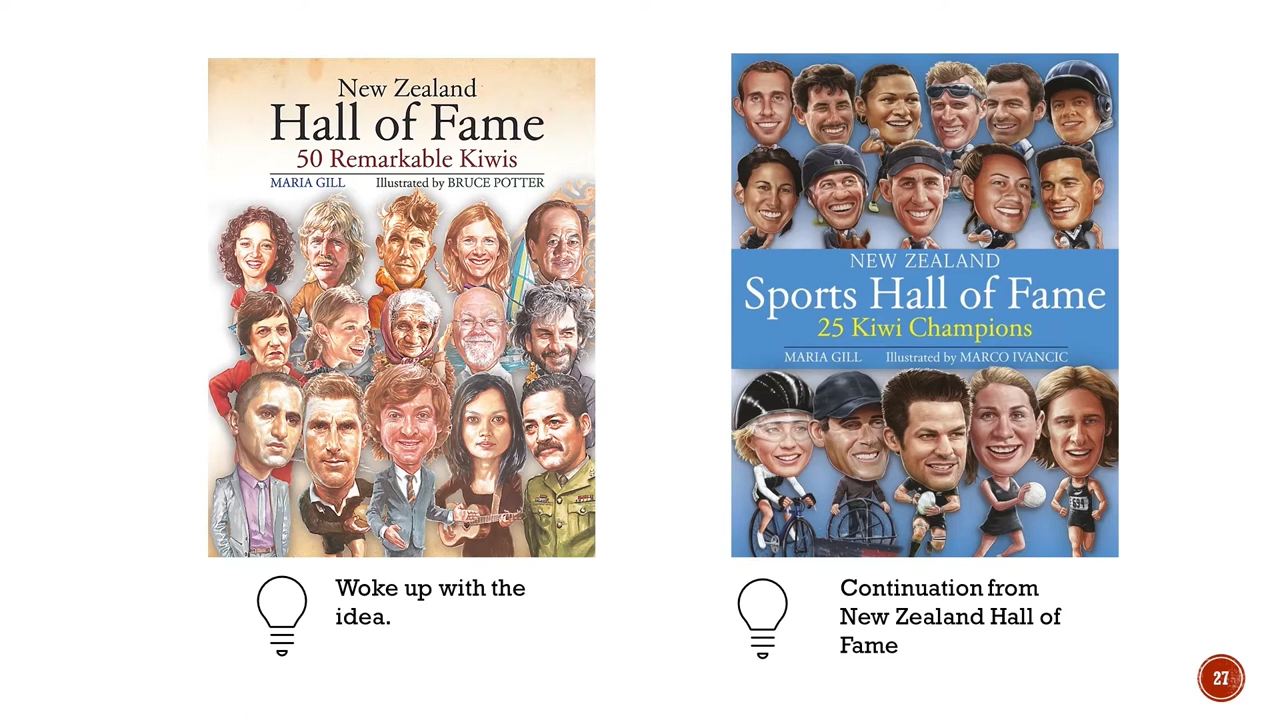 New Zealand
Hall of Fame
50 Remarkable Kiwis
MARIA GILL Illustrated by BRUCE POTTER
Woke up with the
idea.
NEW ZEALAND
Sports Hall of Fame
25 Kiwi Champions
MARIA GILL Illustrated by MARCO IVANCIC
694
Continuation from
New Zealand Hall of
Fame
27